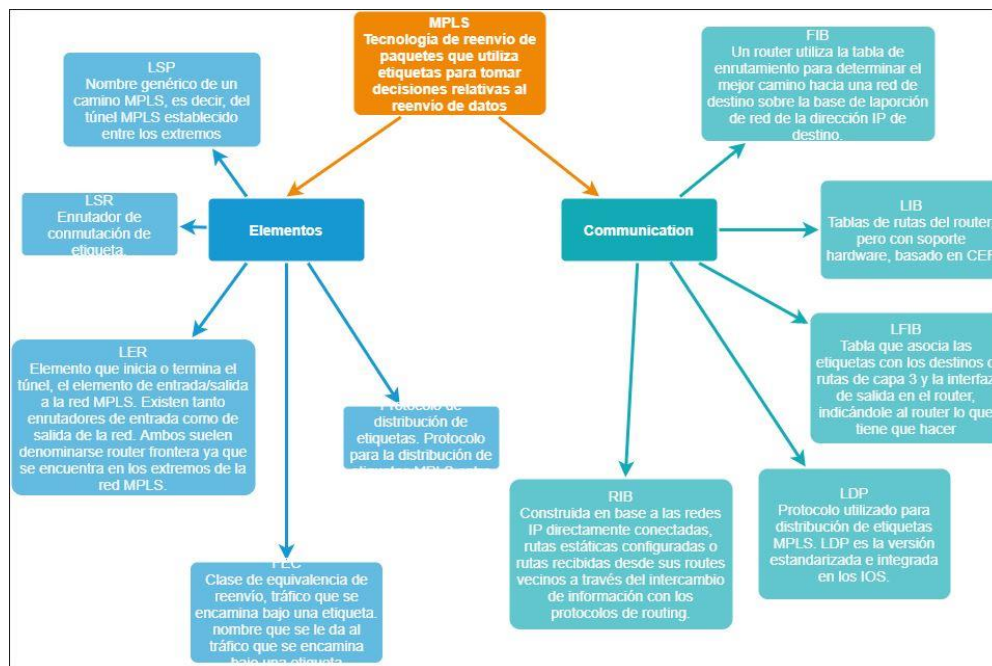 MPLS
Tecnología de reenvío de
paquetes que utiliza
etiquetas para tomar
decisiones relativas al
reenvío de datos
LSP
Nombre genérico de un
camino MPLS, es decir, del
túnel MPLS establecido
entre los extremos
LSR
Enrutador de
conmutación de
etiqueta.
Elementos
LER
Elemento que inicia o termina el
túnel, el elemento de entrada/salida
a la red MPLS. Existen tanto
enrutadores de entrada como de
salida de la red. Ambos suelen
denominarse router frontera ya que
se encuentra en los extremos de la
red MPLS.
Protocolo de
distribución de
etiquetas. Protocolo
para la distribución de
FEC
Clase de equivalencia de
reenvío, tráfico que se
encamina bajo una etiqueta.
nombre que se le da al
tráfico que se encamina
bajo una etiqueta
Communication
FIB
Un router utiliza la tabla de
enrutamiento para determinar el
mejor camino hacia una red de
destino sobre la base de laporción
de red de la dirección IP de
destino.
LIB
Tablas de rutas del router,
pero con soporte
hardware, basado en CEF
LFIB
Tabla que asocia las
etiquetas con los destinos o
rutas de capa 3 y la interfaz
de salida en el router,
indicándole al router lo que
tiene que hacer
LDP
Protocolo utilizado para
distribución de etiquetas
MPLS. LDP es la versión
estandarizada e integrada
en los IOS.
RIB
Construida en base a las redes
IP directamente conectadas,
rutas estáticas configuradas o
rutas recibidas desde sus routes
vecinos a través del intercambio
de información con los
protocolos de routing.